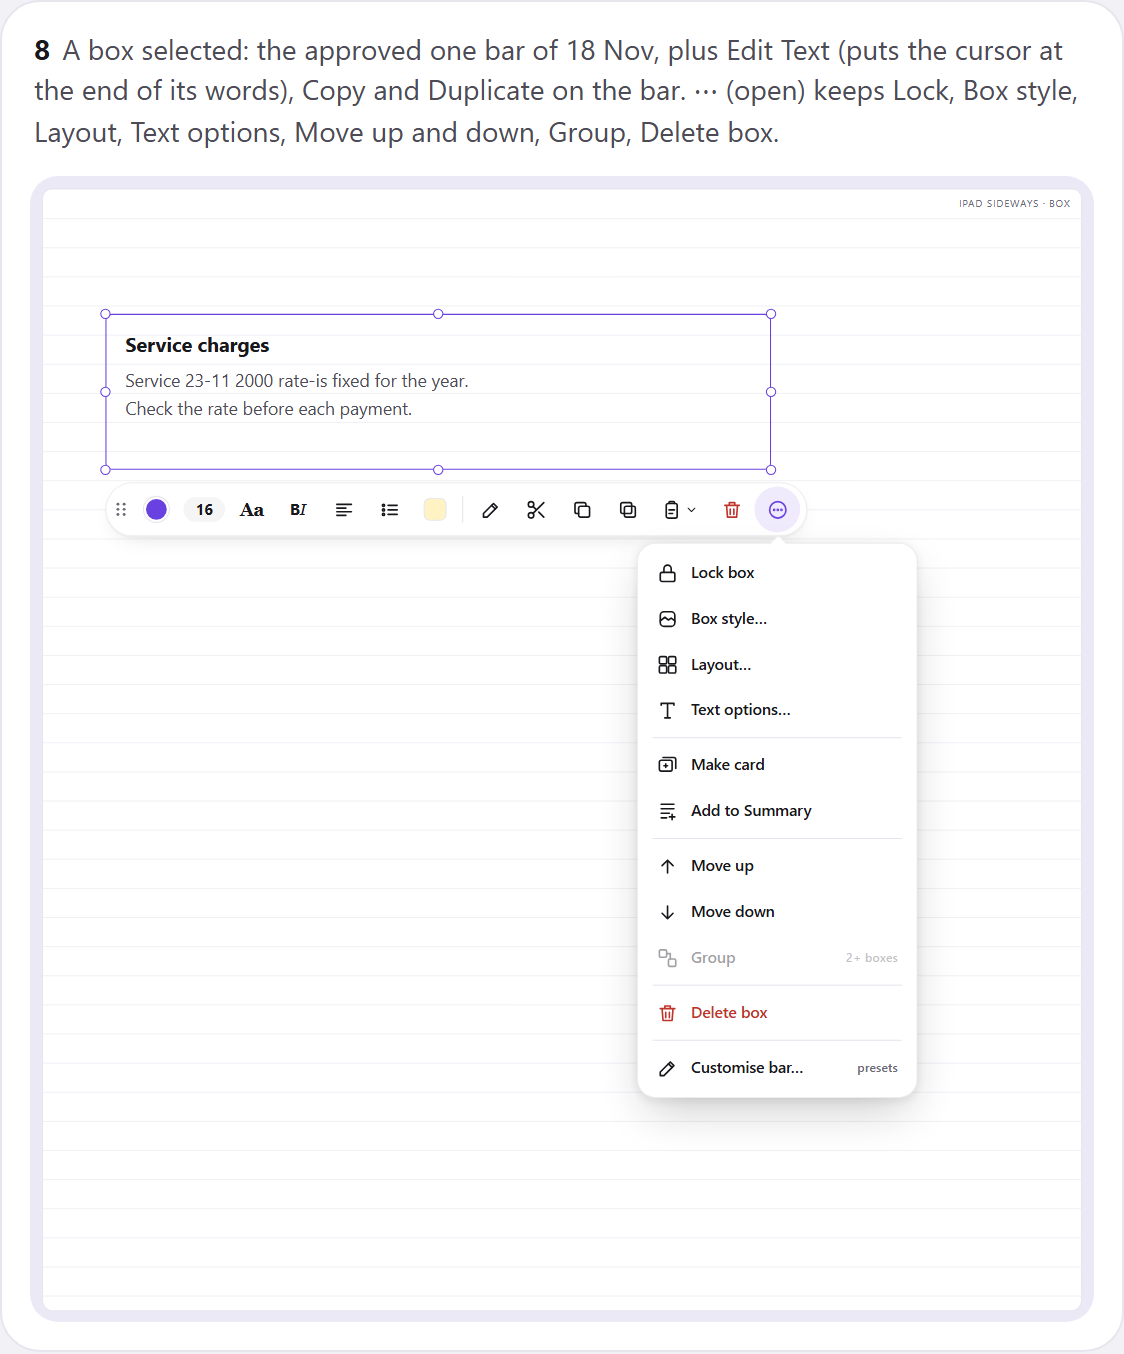 8 A box selected: the approved one bar of 18 Nov, plus Edit Text (puts the cursor at
the end of its words), Copy and Duplicate on the bar. ··· (open) keeps Lock, Box style,
Layout, Text options, Move up and down, Group, Delete box.
IPAD SIDEWAYS · BOX
Service charges
Service 23-11 2000 rate-is fixed for the year.
Check the rate before each payment.
16 Aa BI
Lock box
Box style...
Layout...
Text options...
Make card
Add to Summary
Move up
Move down
Group 2+ boxes
Delete box
Customise bar... presets